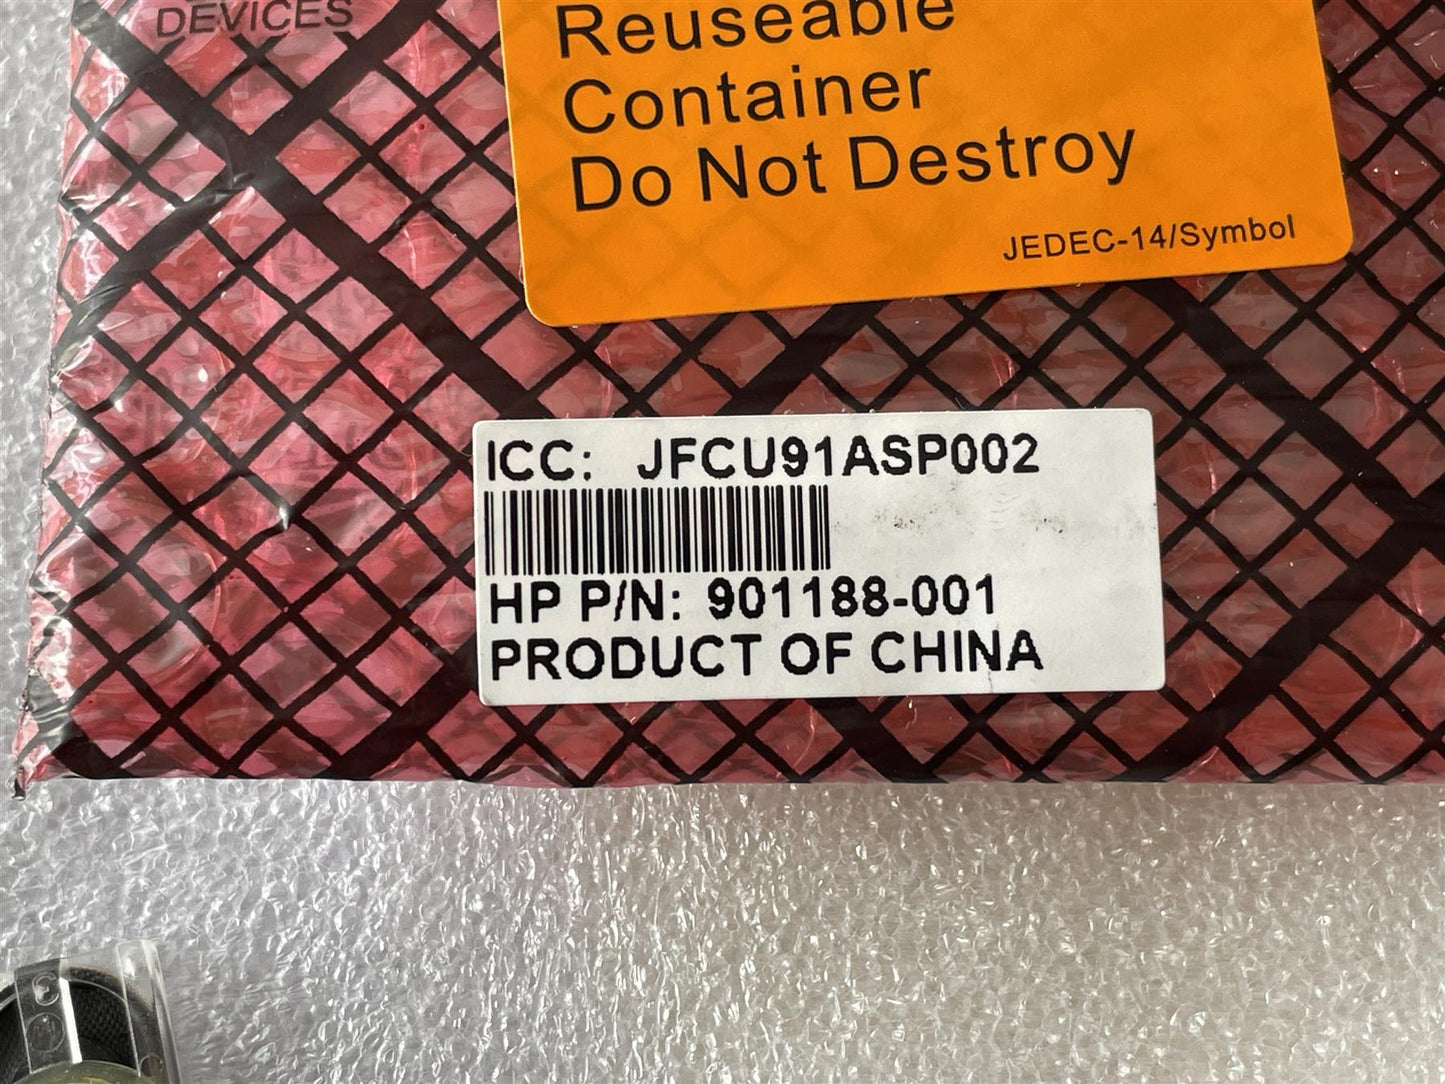 DEVICES
Reuseable
Container
Do Not Destroy
JEDEC-14/Symbol
ICC: JFCU91ASP002
HP P/N: 901188-001
PRODUCT OF CHINA